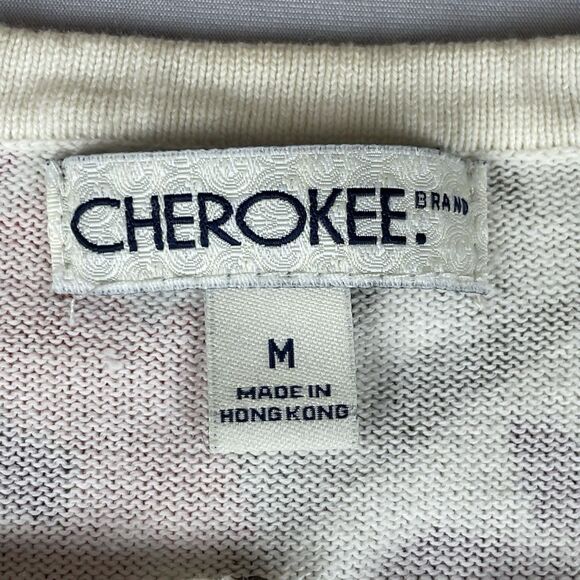 CHEROKEE. BRAND
M
MADE IN
HONG KONG